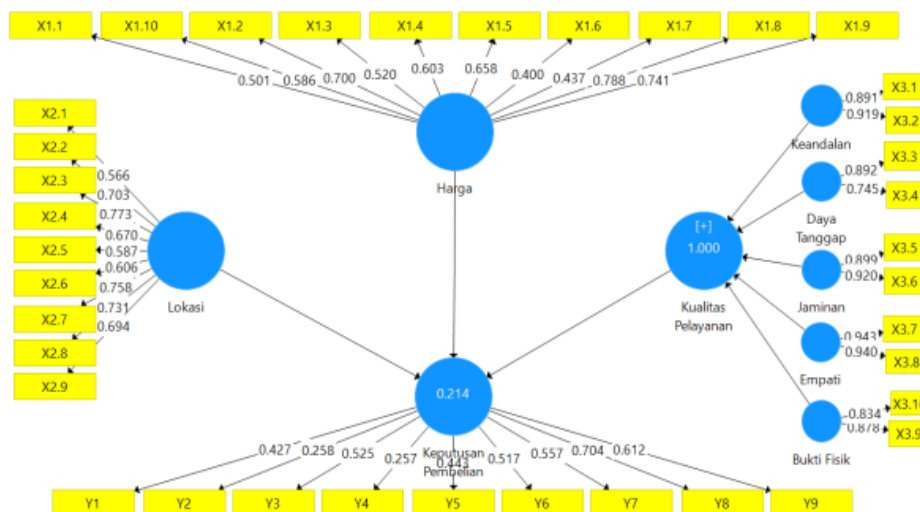 X1.1 X1.10 X1.2 X1.3 X1.4 X1.5 X1.6 X1.7 X1.8 X1.9
0.501 0.586 0.700 0.520 0.603 0.658 0.400 0.437 0.788 0.741
Harga
X2.1
X2.2
X2.3
X2.4
X2.5
X2.6
X2.7
X2.8
X2.9
0.566
0.703
0.773
0.670
0.587
0.606
0.758
0.731
0.694
Lokasi
[+]
1.000
Kualitas
Pelayanan
Keandalan
0.891
0.919
X3.1
X3.2
Daya
Tanggap
0.892
0.745
X3.3
X3.4
Jaminan
0.899
0.920
X3.5
X3.6
Empati
0.943
0.940
X3.7
X3.8
Bukti Fisik
0.834
0.878
X3.10
X3.9
0.214
Keputusan
Pembelian
0.427 0.258 0.525 0.257 0.443 0.517 0.557 0.704 0.612
Y1 Y2 Y3 Y4 Y5 Y6 Y7 Y8 Y9